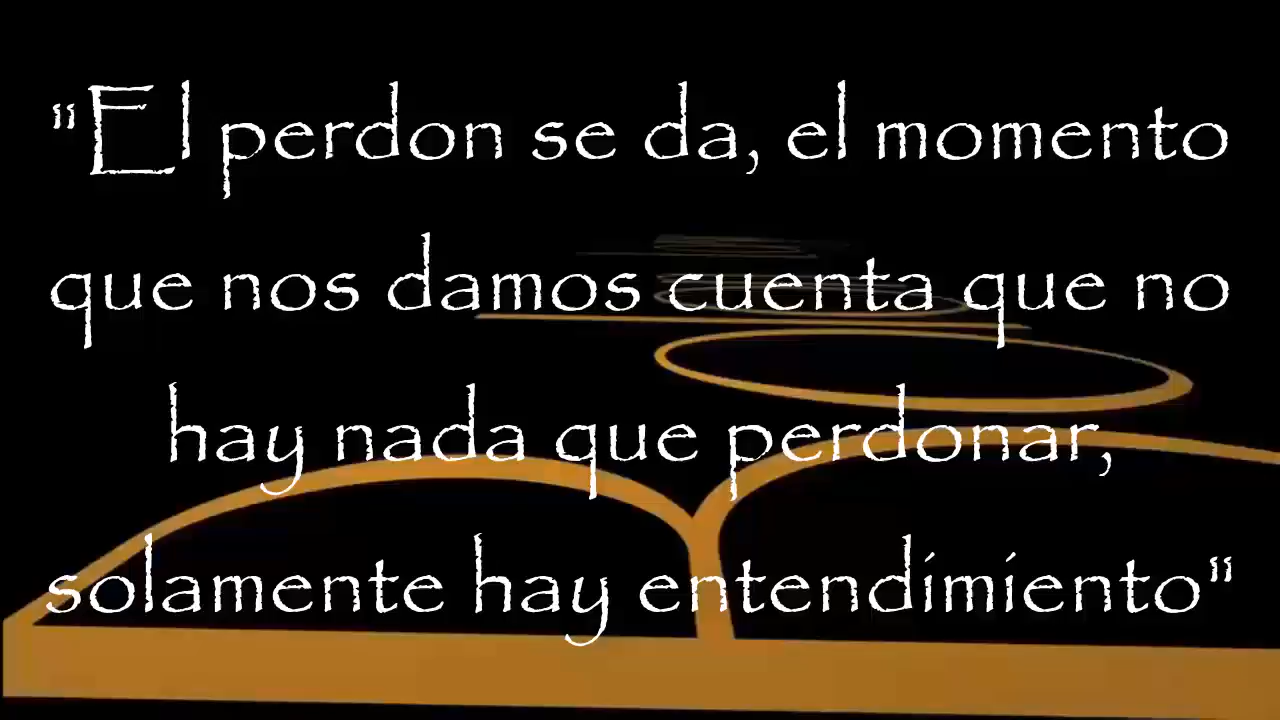 "El perdon se da, el momento
que nos damos cuenta que no
hay nada que perdonar,
solamente hay entendimiento"